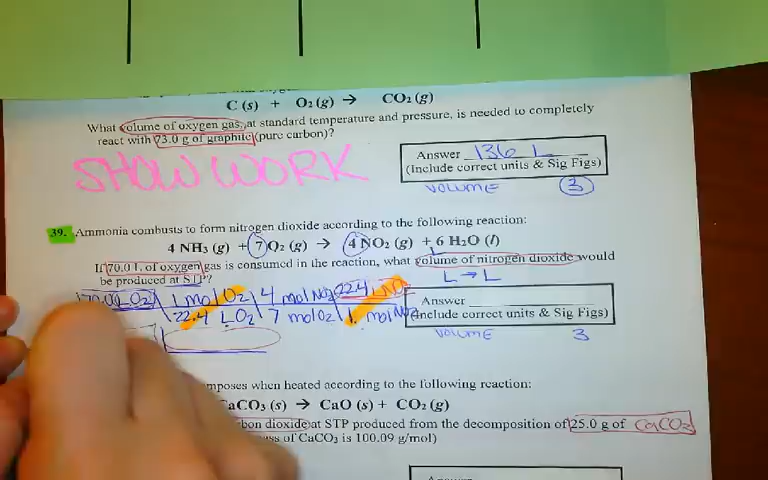 C (s) + O2 (g) → CO2 (g)
What volume of oxygen gas, at standard temperature and pressure, is needed to completely
react with 73.0 g of graphite (pure carbon)?
SHOW WORK
Answer 136 L
(Include correct units & Sig Figs)
VOLUME 3
39. Ammonia combusts to form nitrogen dioxide according to the following reaction:
4 NH3 (g) + 7 O2 (g) → 4 NO2 (g) + 6 H2O (l)
If 70.0 L of oxygen gas is consumed in the reaction, what volume of nitrogen dioxide would
be produced at STP?
L → L
L O2 | 1 mol O2 | 4 mol NO2 | 22.4 L NO2
22.4 L O2 | 7 mol O2 | 1 mol NO2
Answer
(Include correct units & Sig Figs)
VOLUME 3
mposes when heated according to the following reaction:
CaCO3 (s) → CaO (s) + CO2 (g)
bon dioxide at STP produced from the decomposition of 25.0 g of CaCO3
ss of CaCO3 is 100.09 g/mol)